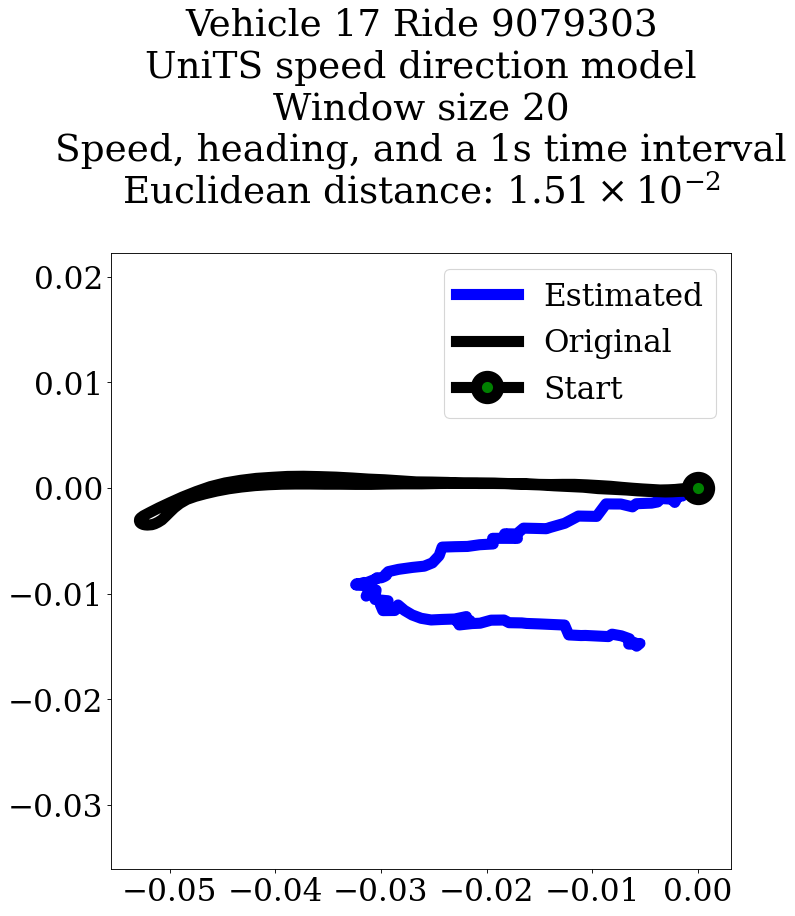 Vehicle 17 Ride 9079303
UniTS speed direction model
Window size 20
Speed, heading, and a 1s time interval
Euclidean distance: 1.51 × 10⁻²
Estimated
Original
Start
0.02
0.01
0.00
−0.01
−0.02
−0.03
−0.05 −0.04 −0.03 −0.02 −0.01 0.00